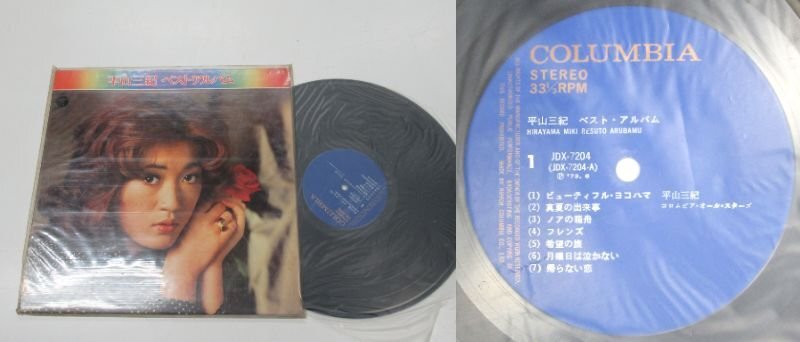 平山三紀 ベスト・アルバム
COLUMBIA
COLUMBIA
STEREO
33⅓RPM
平山三紀 ベスト・アルバム
HIRAYAMA MIKI RESUTO ARUBAMU
1
JDX-7204
(JDX-7204-A)
(1) ビューティフル・ヨコハマ 平山三紀
(2) 真夏の出来事 コロムビア・オール・スターズ
(3) ノアの箱舟
(4) フレンズ
(5) 希望の旅
(6) 月曜日は泣かない
(7) 帰らない恋